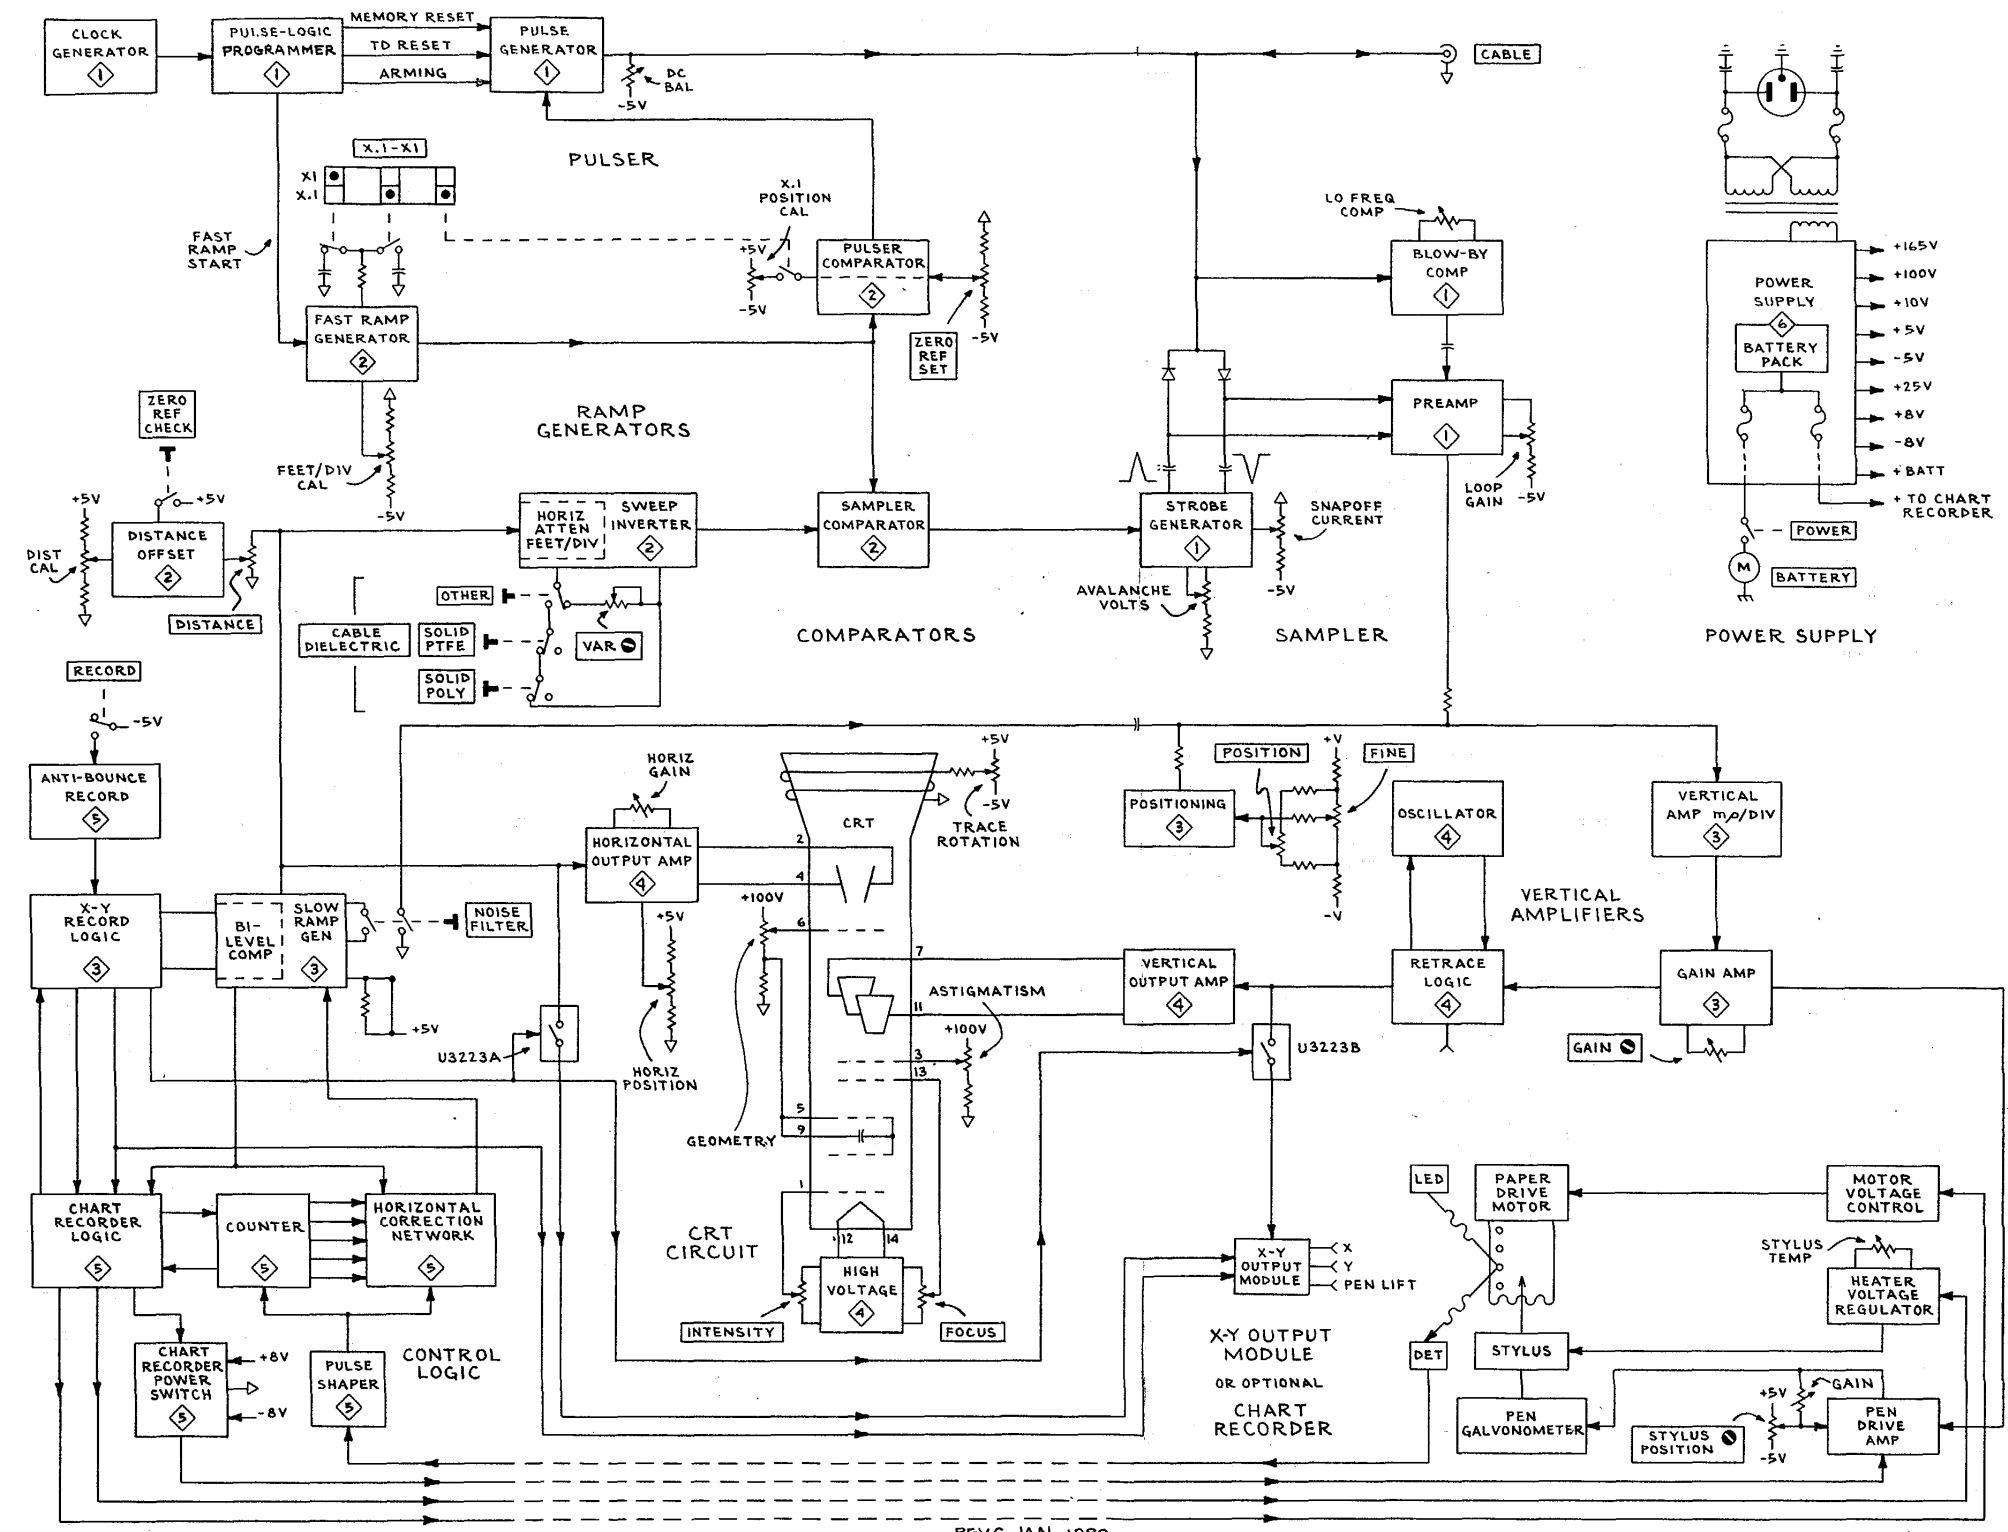 CLOCK
GENERATOR
1
PULSE-LOGIC
PROGRAMMER
1
MEMORY RESET
TD RESET
ARMING
PULSE
GENERATOR
1
DC
BAL
-5V
CABLE
PULSER
X.1-X1
X1
X.1
FAST
RAMP
START
X.1
POSITION
CAL
+5V
-5V
PULSER
COMPARATOR
2
ZERO
REF
SET
-5V
FAST RAMP
GENERATOR
2
FEET/DIV
CAL
-5V
RAMP
GENERATORS
LO FREQ
COMP
BLOW-BY
COMP
1
PREAMP
1
LOOP
GAIN
-5V
POWER
SUPPLY
6
BATTERY
PACK
+165V
+100V
+10V
+5V
-5V
+25V
+8V
-8V
+BATT
+ TO CHART
RECORDER
POWER
M
BATTERY
POWER SUPPLY
ZERO
REF
CHECK
+5V
+5V
DIST
CAL
DISTANCE
OFFSET
2
DISTANCE
HORIZ
ATTEN
FEET/DIV
SWEEP
INVERTER
2
SAMPLER
COMPARATOR
2
STROBE
GENERATOR
1
SNAPOFF
CURRENT
-5V
AVALANCHE
VOLTS
CABLE
DIELECTRIC
OTHER
SOLID
PTFE
SOLID
POLY
VAR
COMPARATORS
SAMPLER
RECORD
-5V
ANTI-BOUNCE
RECORD
5
X-Y
RECORD
LOGIC
3
BI-
LEVEL
COMP
SLOW
RAMP
GEN
3
NOISE
FILTER
+5V
HORIZ
GAIN
HORIZONTAL
OUTPUT AMP
4
+5V
HORIZ
POSITION
U3223A
CRT
+5V
-5V
TRACE
ROTATION
2
4
+100V
6
7
11
ASTIGMATISM
+100V
3
13
5
9
GEOMETRY
1
12
14
CRT
CIRCUIT
HIGH
VOLTAGE
4
INTENSITY
FOCUS
POSITIONING
3
POSITION
FINE
+V
-V
OSCILLATOR
4
VERTICAL
AMP mρ/DIV
3
VERTICAL
AMPLIFIERS
VERTICAL
OUTPUT AMP
4
RETRACE
LOGIC
4
GAIN AMP
3
GAIN
U3223B
CHART
RECORDER
LOGIC
5
COUNTER
5
HORIZONTAL
CORRECTION
NETWORK
5
CHART
RECORDER
POWER
SWITCH
5
+8V
-8V
PULSE
SHAPER
5
CONTROL
LOGIC
X-Y
OUTPUT
MODULE
X
Y
PEN LIFT
X-Y OUTPUT
MODULE
OR OPTIONAL
CHART
RECORDER
LED
DET
PAPER
DRIVE
MOTOR
MOTOR
VOLTAGE
CONTROL
STYLUS
TEMP
HEATER
VOLTAGE
REGULATOR
STYLUS
PEN
GALVONOMETER
GAIN
+5V
-5V
STYLUS
POSITION
PEN
DRIVE
AMP